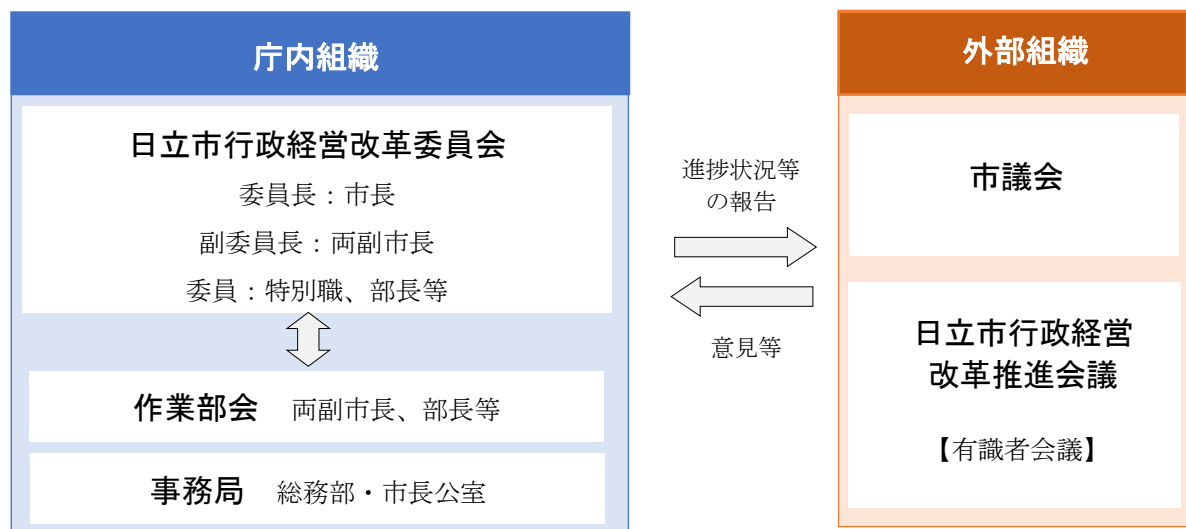 庁内組織
日立市行政経営改革委員会
委員長：市長
副委員長：両副市長
委員：特別職、部長等
作業部会　両副市長、部長等
事務局　総務部・市長公室
進捗状況等
の報告
意見等
外部組織
市議会
日立市行政経営
改革推進会議
【有識者会議】